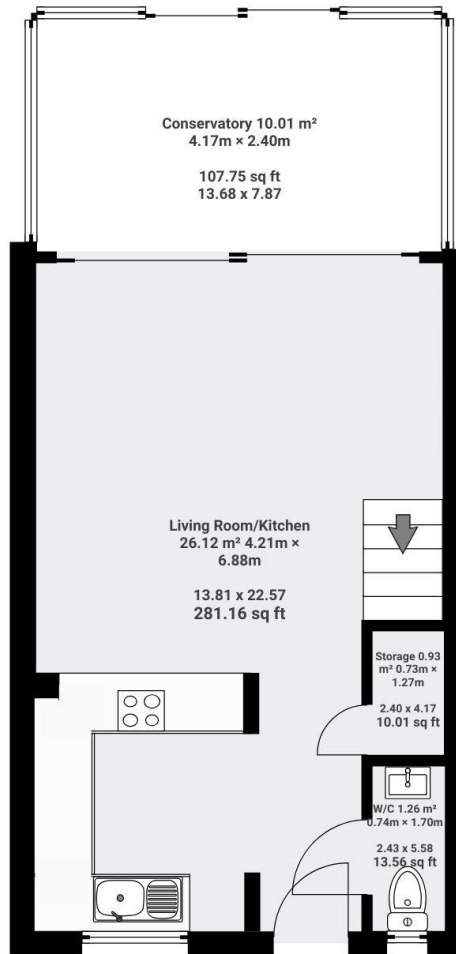 Conservatory 10.01 m²
4.17m × 2.40m
107.75 sq ft
13.68 x 7.87
Living Room/Kitchen
26.12 m² 4.21m ×
6.88m
13.81 x 22.57
281.16 sq ft
Storage 0.93
m² 0.73m ×
1.27m
2.40 x 4.17
10.01 sq ft
W/C 1.26 m²
0.74m × 1.70m
2.43 x 5.58
13.56 sq ft